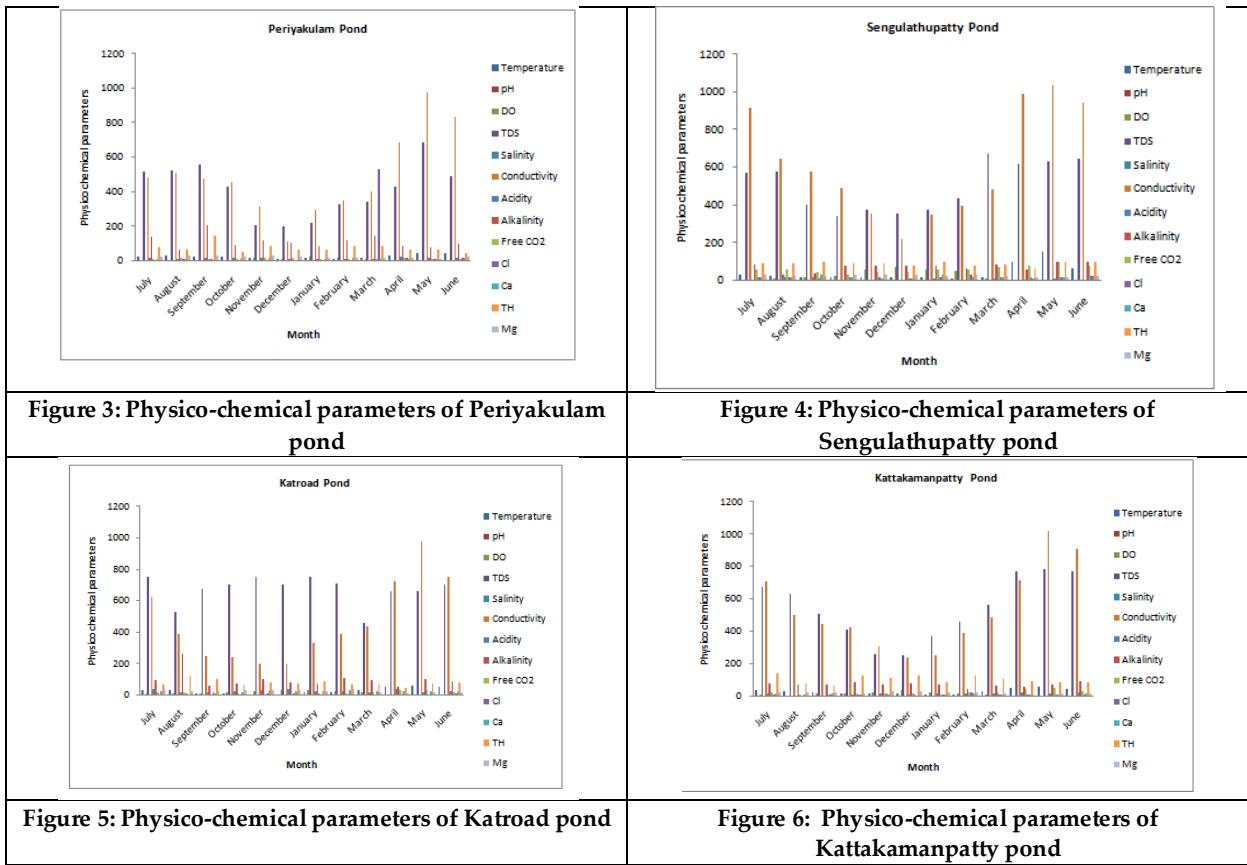 Periyakulam Pond
1200
1000
800
600
400
200
0
Physicochemical parameters
July
August
September
October
November
December
January
February
March
April
May
June
Month
Temperature
pH
DO
TDS
Salinity
Conductivity
Acidity
Alkalinity
Free CO2
Cl
Ca
TH
Mg
Figure 3: Physico-chemical parameters of Periyakulam
pond
Sengulathupatty Pond
1200
1000
800
600
400
200
0
Physicochemical parameters
July
August
September
October
November
December
January
February
March
April
May
June
Month
Temperature
pH
DO
TDS
Salinity
Conductivity
Acidity
Alkalinity
Free CO2
Cl
Ca
TH
Mg
Figure 4: Physico-chemical parameters of
Sengulathupatty pond
Katroad Pond
1200
1000
800
600
400
200
0
Physicochemical parameters
July
August
September
October
November
December
January
February
March
April
May
June
Month
Temperature
pH
DO
TDS
Salinity
Conductivity
Acidity
Alkalinity
Free CO2
Cl
Ca
TH
Mg
Figure 5: Physico-chemical parameters of Katroad pond
Kattakamanpatty Pond
1200
1000
800
600
400
200
0
Physicochemical parameters
July
August
September
October
November
December
January
February
March
April
May
June
Month
Temperature
pH
DO
TDS
Salinity
Conductivity
Acidity
Alkalinity
Free CO2
Cl
Ca
TH
Mg
Figure 6: Physico-chemical parameters of
Kattakamanpatty pond